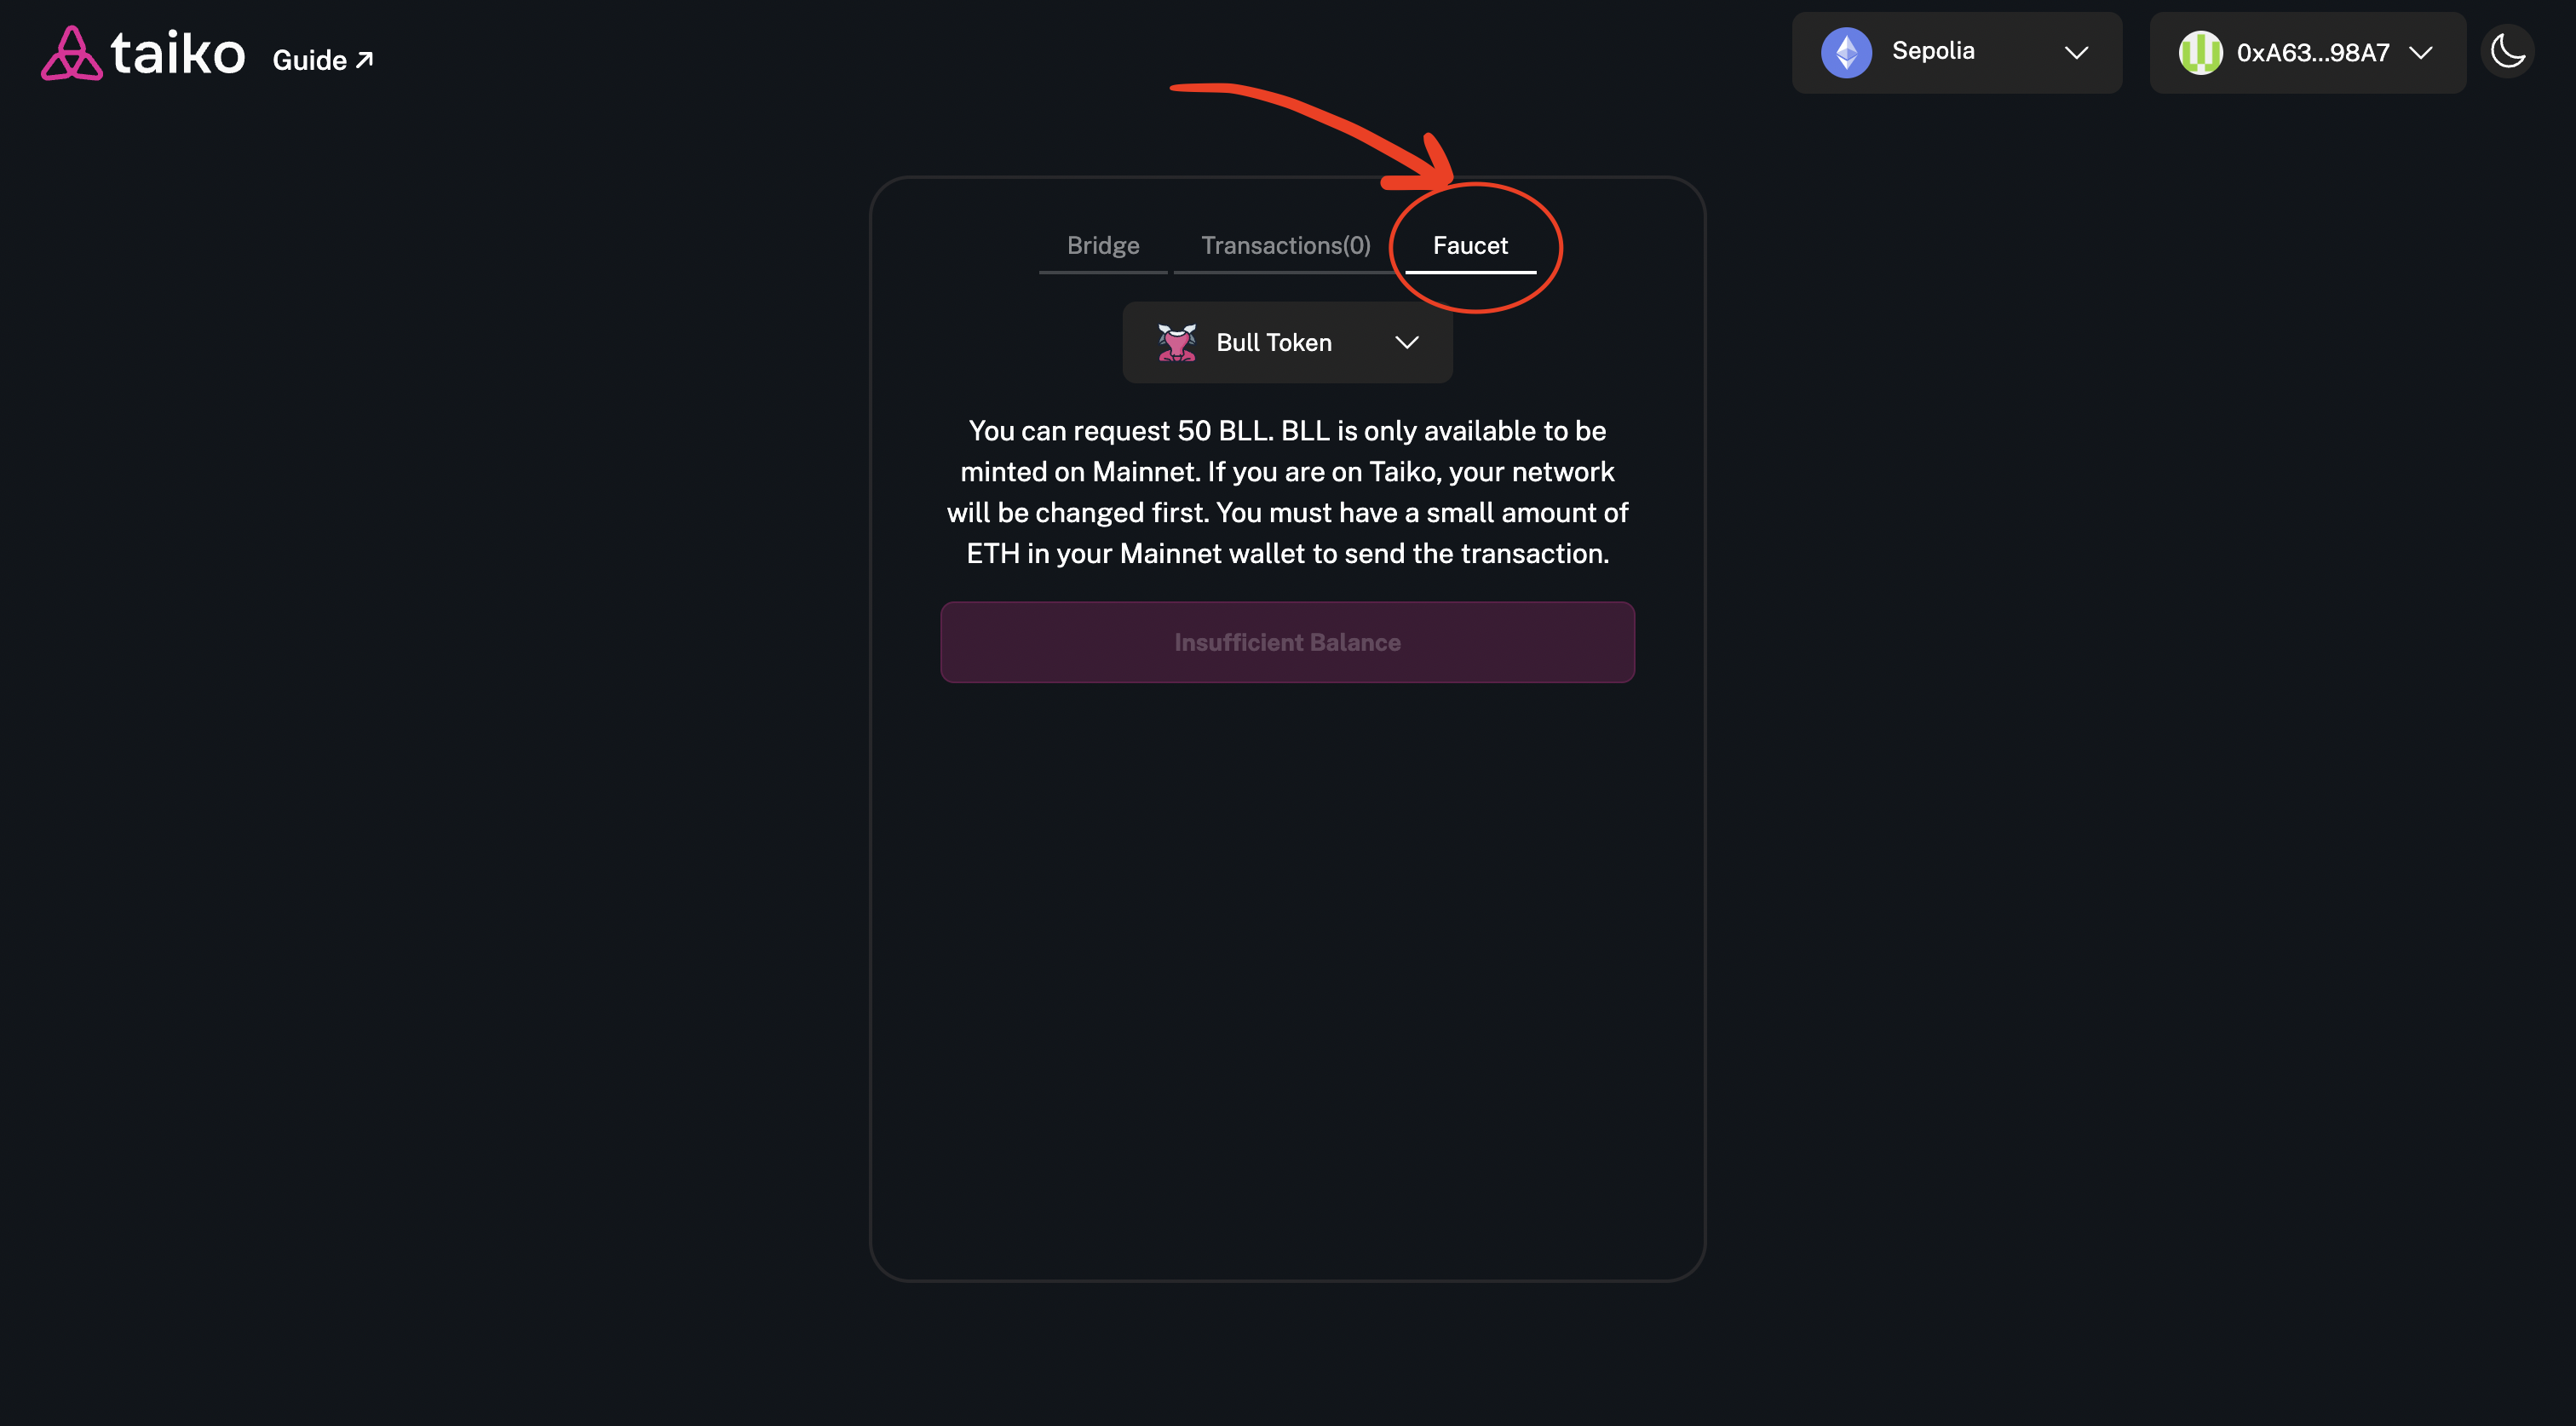 taiko
Guide ↗
Sepolia
0xA63...98A7
Bridge
Transactions(0)
Faucet
Bull Token
You can request 50 BLL. BLL is only available to be
minted on Mainnet. If you are on Taiko, your network
will be changed first. You must have a small amount of
ETH in your Mainnet wallet to send the transaction.
Insufficient Balance